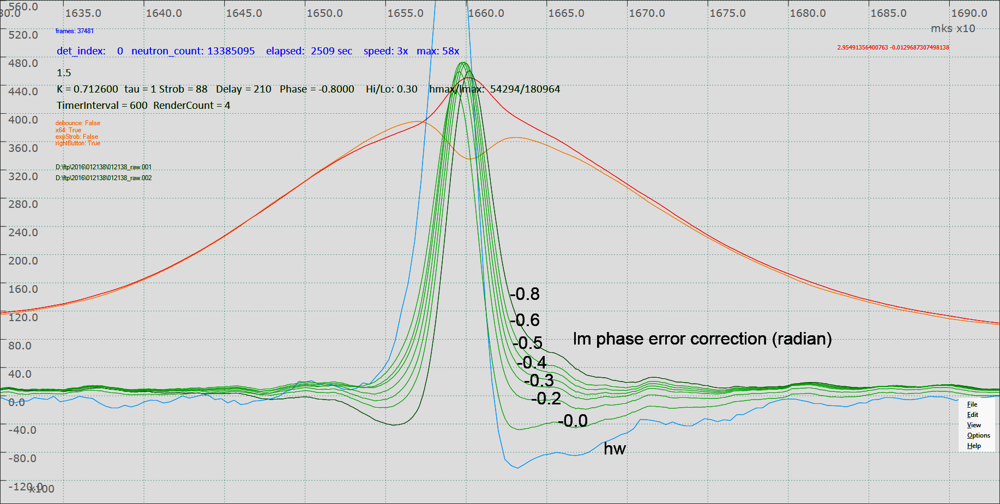 560.0
30.0 1635.0 1640.0 1645.0 1650.0 1655.0 1660.0 1665.0 1670.0 1675.0 1680.0 1685.0 1690.0
mks x10
frames: 37481
520.0
2.95491356400763 -0.0129687307498138
det_index: 0 neutron_count: 13385095 elapsed: 2509 sec speed: 3x max: 58x
480.0
1.5
K = 0.712600 tau = 1 Strob = 88 Delay = 210 Phase = -0.8000 Hi/Lo: 0.30 hmax/lmax: 54294/180964
440.0
TimerInterval = 600 RenderCount = 4
400.0
debounce: False
x64: True
expStrob: False
rightButton: True
360.0
D:\ftp\2016\012138\012138_raw.001
320.0
D:\ftp\2016\012138\012138_raw.002
280.0
240.0
200.0
160.0
-0.8
120.0
-0.6
Im phase error correction (radian)
80.0
-0.5
-0.4
40.0
-0.3
-0.2
0.0
-0.0
-40.0
hw
-80.0
-120.0
x100
File
Edit
View
Options
Help